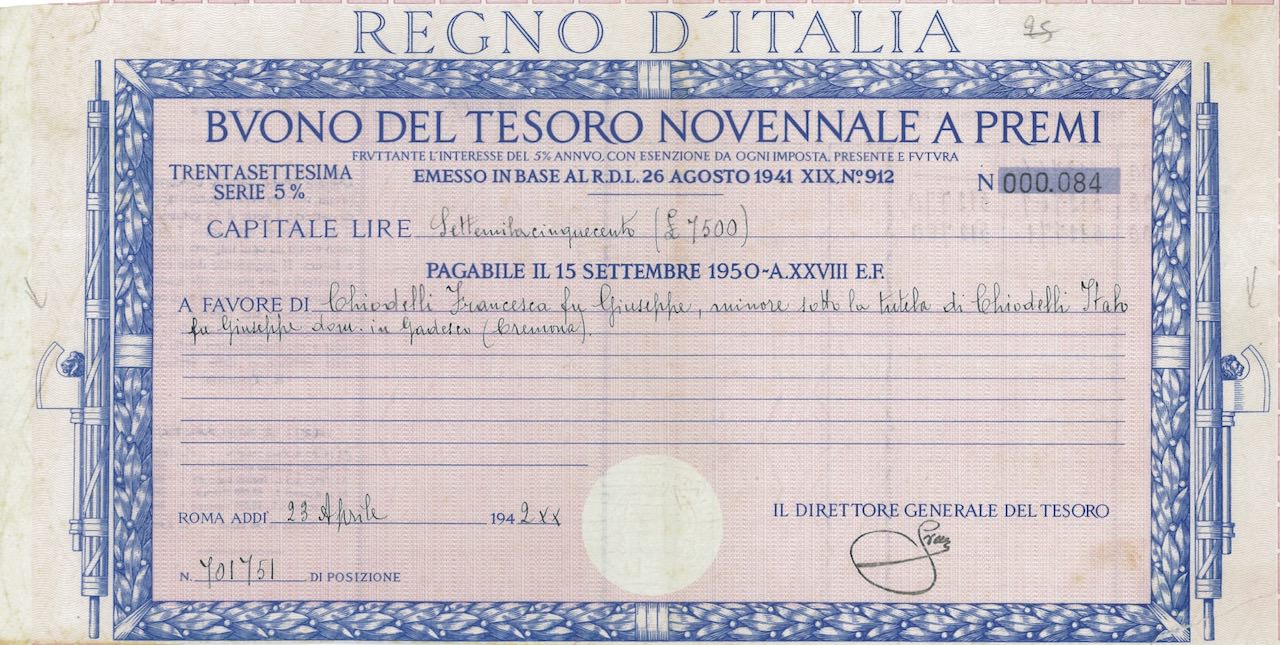 REGNO D'ITALIA
95
BVONO DEL TESORO NOVENNALE A PREMI
FRVTTANTE L'INTERESSE DEL 5% ANNVO, CON ESENZIONE DA OGNI IMPOSTA, PRESENTE E FVTVRA
TRENTASETTESIMA
SERIE 5%
EMESSO IN BASE AL R.D.L. 26 AGOSTO 1941 XIX, Nº 912
N 000.084
CAPITALE LIRE Settemilacinquecento (£ 7500)
PAGABILE IL 15 SETTEMBRE 1950-A.XXVIII E.F.
A FAVORE DI Chiodelli Francesca fu Giuseppe, minore sotto la tutela di Chiodelli Italo
fu Giuseppe dom. in Gadesco (Cremona).
ROMA ADDI' 23 Aprile 1942 XX
IL DIRETTORE GENERALE DEL TESORO
N. 701751 DI POSIZIONE